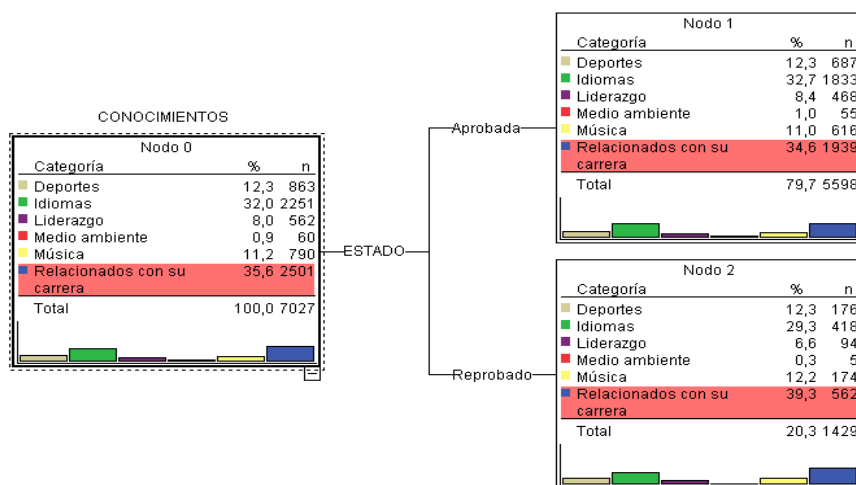 CONOCIMIENTOS
Nodo 0
Categoría % n
Deportes 12,3 863
Idiomas 32,0 2251
Liderazgo 8,0 562
Medio ambiente 0,9 60
Música 11,2 790
Relacionados con su 35,6 2501
carrera
Total 100,0 7027
ESTADO
Aprobada
Nodo 1
Categoría % n
Deportes 12,3 687
Idiomas 32,7 1833
Liderazgo 8,4 468
Medio ambiente 1,0 55
Música 11,0 616
Relacionados con su 34,6 1939
carrera
Total 79,7 5598
Reprobado
Nodo 2
Categoría % n
Deportes 12,3 176
Idiomas 29,3 418
Liderazgo 6,6 94
Medio ambiente 0,3 5
Música 12,2 174
Relacionados con su 39,3 562
carrera
Total 20,3 1429